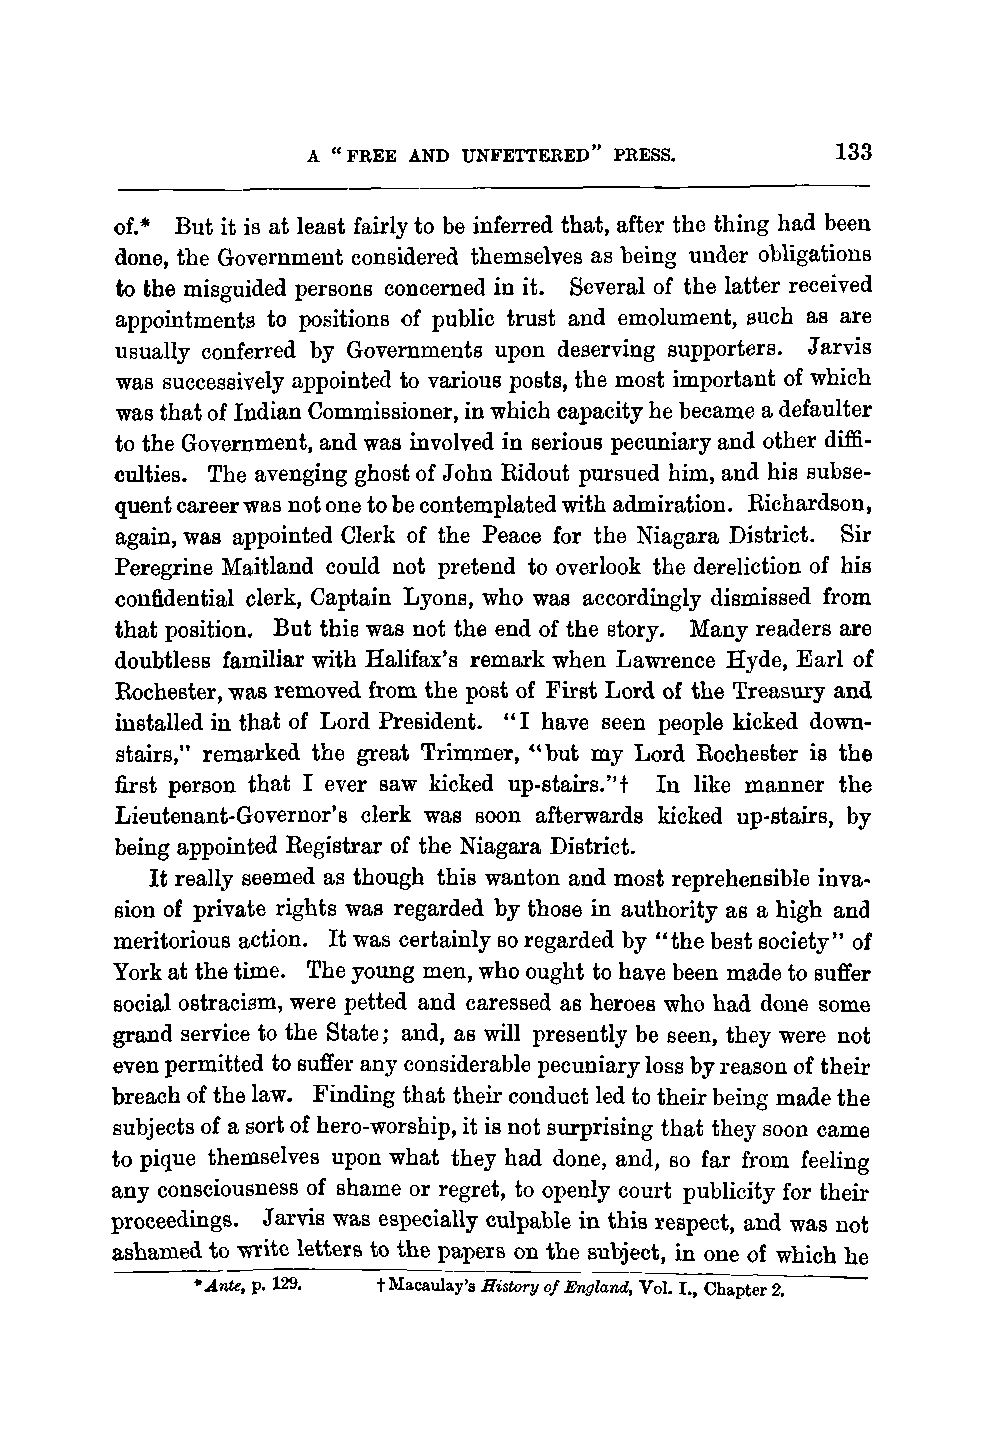 A "FREE AND UNFETTERED" PRESS. 133
of.* But it is at least fairly to be inferred that, after the thing had been
done, the Government considered themselves as being under obligations
to the misguided persons concerned in it. Several of the latter received
appointments to positions of public trust and emolument, such as are
usually conferred by Governments upon deserving supporters. Jarvis
was successively appointed to various posts, the most important of which
was that of Indian Commissioner, in which capacity he became a defaulter
to the Government, and was involved in serious pecuniary and other diffi-
culties. The avenging ghost of John Ridout pursued him, and his subse-
quent career was not one to be contemplated with admiration. Richardson,
again, was appointed Clerk of the Peace for the Niagara District. Sir
Peregrine Maitland could not pretend to overlook the dereliction of his
confidential clerk, Captain Lyons, who was accordingly dismissed from
that position. But this was not the end of the story. Many readers are
doubtless familiar with Halifax's remark when Lawrence Hyde, Earl of
Rochester, was removed from the post of First Lord of the Treasury and
installed in that of Lord President. "I have seen people kicked down-
stairs," remarked the great Trimmer, "but my Lord Rochester is the
first person that I ever saw kicked up-stairs."† In like manner the
Lieutenant-Governor's clerk was soon afterwards kicked up-stairs, by
being appointed Registrar of the Niagara District.
It really seemed as though this wanton and most reprehensible inva-
sion of private rights was regarded by those in authority as a high and
meritorious action. It was certainly so regarded by "the best society" of
York at the time. The young men, who ought to have been made to suffer
social ostracism, were petted and caressed as heroes who had done some
grand service to the State; and, as will presently be seen, they were not
even permitted to suffer any considerable pecuniary loss by reason of their
breach of the law. Finding that their conduct led to their being made the
subjects of a sort of hero-worship, it is not surprising that they soon came
to pique themselves upon what they had done, and, so far from feeling
any consciousness of shame or regret, to openly court publicity for their
proceedings. Jarvis was especially culpable in this respect, and was not
ashamed to write letters to the papers on the subject, in one of which he
*Ante, p. 129. † Macaulay's History of England, Vol. I., Chapter 2.